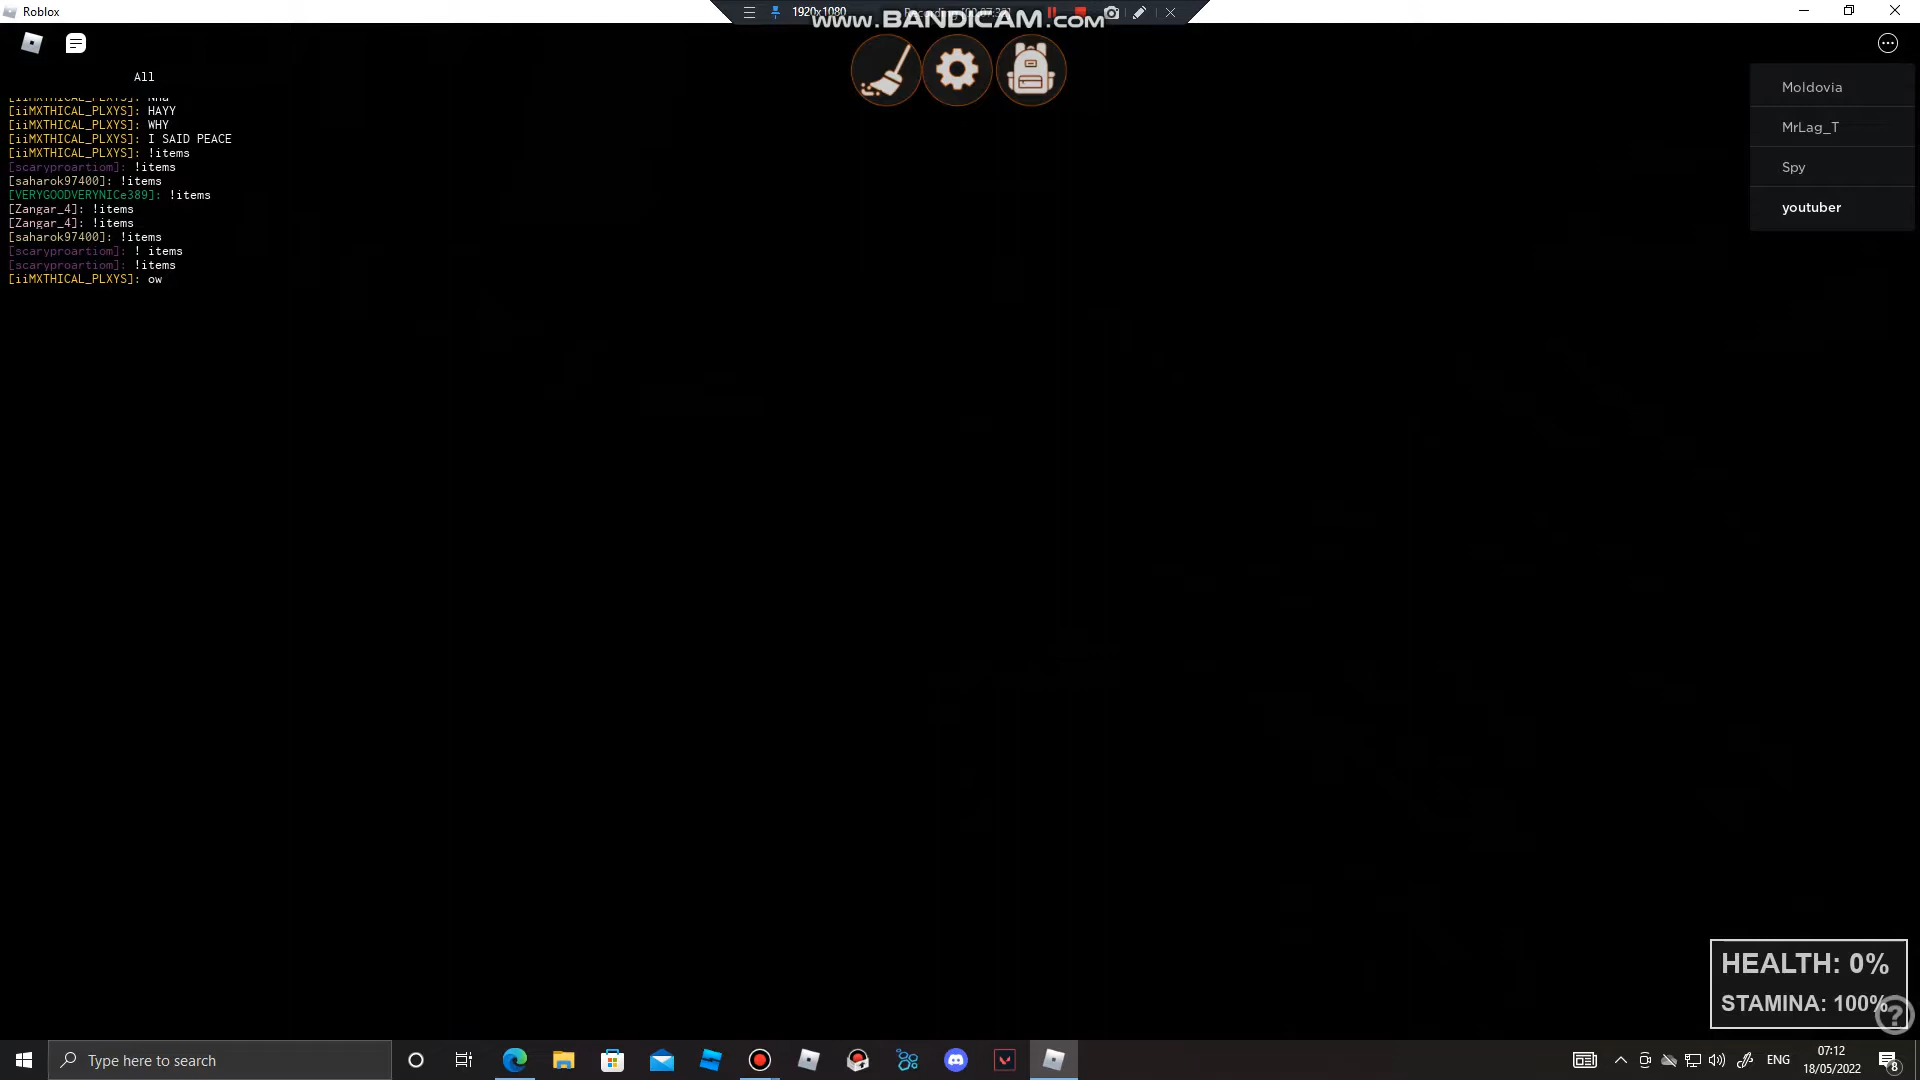 Roblox
1920x1080
www.BANDICAM.com
All
[iiMXTHICAL_PLXYS]: HAYY
[iiMXTHICAL_PLXYS]: WHY
[iiMXTHICAL_PLXYS]: I SAID PEACE
[iiMXTHICAL_PLXYS]: !items
[scaryproartiom]: !items
[saharok97400]: !items
[VERYGOODVERYNICe389]: !items
[Zangar_4]: !items
[Zangar_4]: !items
[saharok97400]: !items
[scaryproartiom]: ! items
[scaryproartiom]: !items
[iiMXTHICAL_PLXYS]: ow
Moldovia
MrLag_T
Spy
youtuber
HEALTH: 0%
STAMINA: 100%
?
Type here to search
ENG
07:12
18/05/2022
8